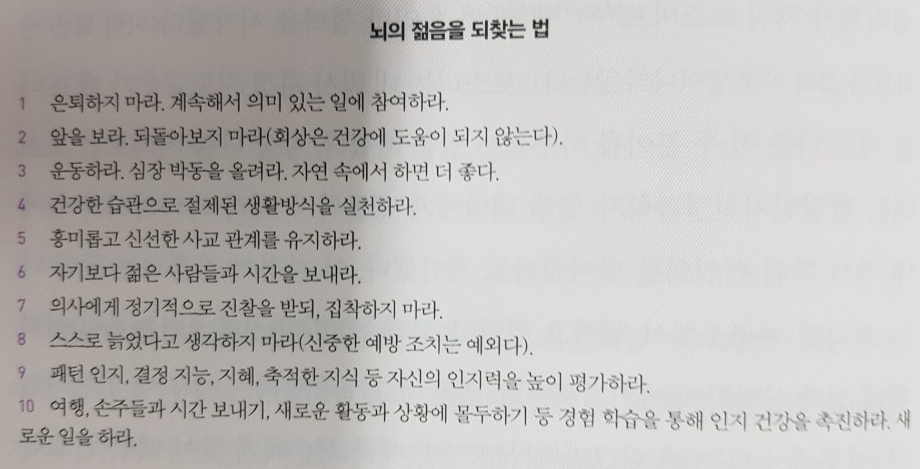 뇌의 젊음을 되찾는 법
1 은퇴하지 마라. 계속해서 의미 있는 일에 참여하라.
2 앞을 보라. 되돌아보지 마라(회상은 건강에 도움이 되지 않는다).
3 운동하라. 심장 박동을 올려라. 자연 속에서 하면 더 좋다.
4 건강한 습관으로 절제된 생활방식을 실천하라.
5 흥미롭고 신선한 사교 관계를 유지하라.
6 자기보다 젊은 사람들과 시간을 보내라.
7 의사에게 정기적으로 진찰을 받되, 집착하지 마라.
8 스스로 늙었다고 생각하지 마라(신중한 예방 조치는 예외다).
9 패턴 인지, 결정 지능, 지혜, 축적한 지식 등 자신의 인지력을 높이 평가하라.
10 여행, 손주들과 시간 보내기, 새로운 활동과 상황에 몰두하기 등 경험 학습을 통해 인지 건강을 촉진하라. 새
로운 일을 하라.